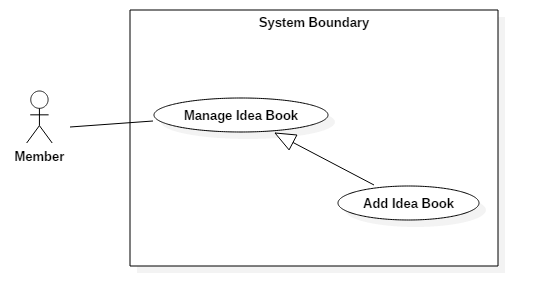 System Boundary
Manage Idea Book
Member
Add Idea Book